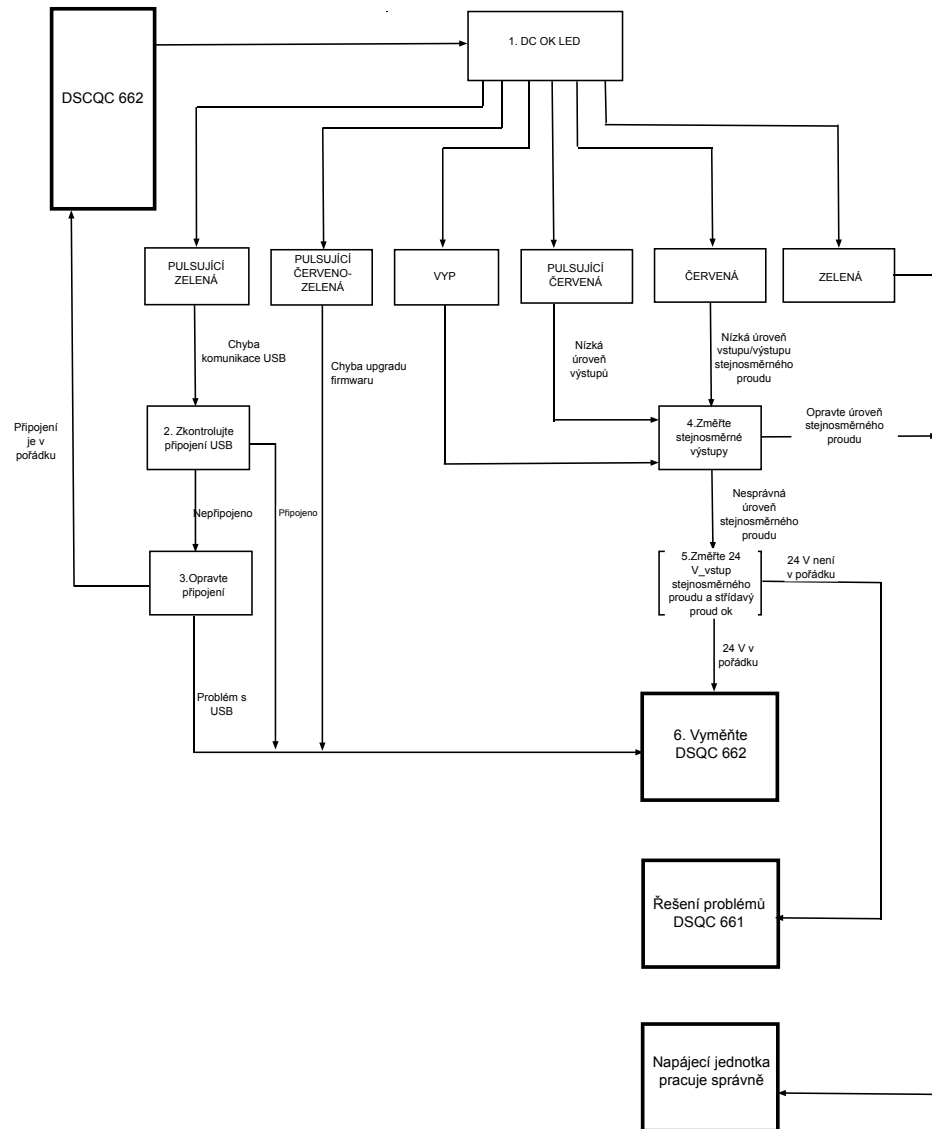 1. DC OK LED
DSCQC 662
PULSUJÍCÍ
ZELENÁ
PULSUJÍCÍ
ČERVENO-
ZELENÁ
VYP
PULSUJÍCÍ
ČERVENÁ
ČERVENÁ
ZELENÁ
Chyba
komunikace USB
Chyba upgradu
firmwaru
Nízká
úroveň
výstupů
Nízká úroveň
vstupu/výstupu
stejnosměrného
proudu
Připojení
je v
pořádku
2. Zkontrolujte
připojení USB
4.Změřte
stejnosměrné
výstupy
Opravte úroveň
stejnosměrného
proudu
Nepřipojeno
Připojeno
Nesprávná
úroveň
stejnosměrného
proudu
3.Opravte
připojení
5.Změřte 24
V_vstup
stejnosměrného
proudu a střídavý
proud ok
24 V není
v pořádku
24 V v
pořádku
Problém s
USB
6. Vyměňte
DSQC 662
Řešení problémů
DSQC 661
Napájecí jednotka
pracuje správně